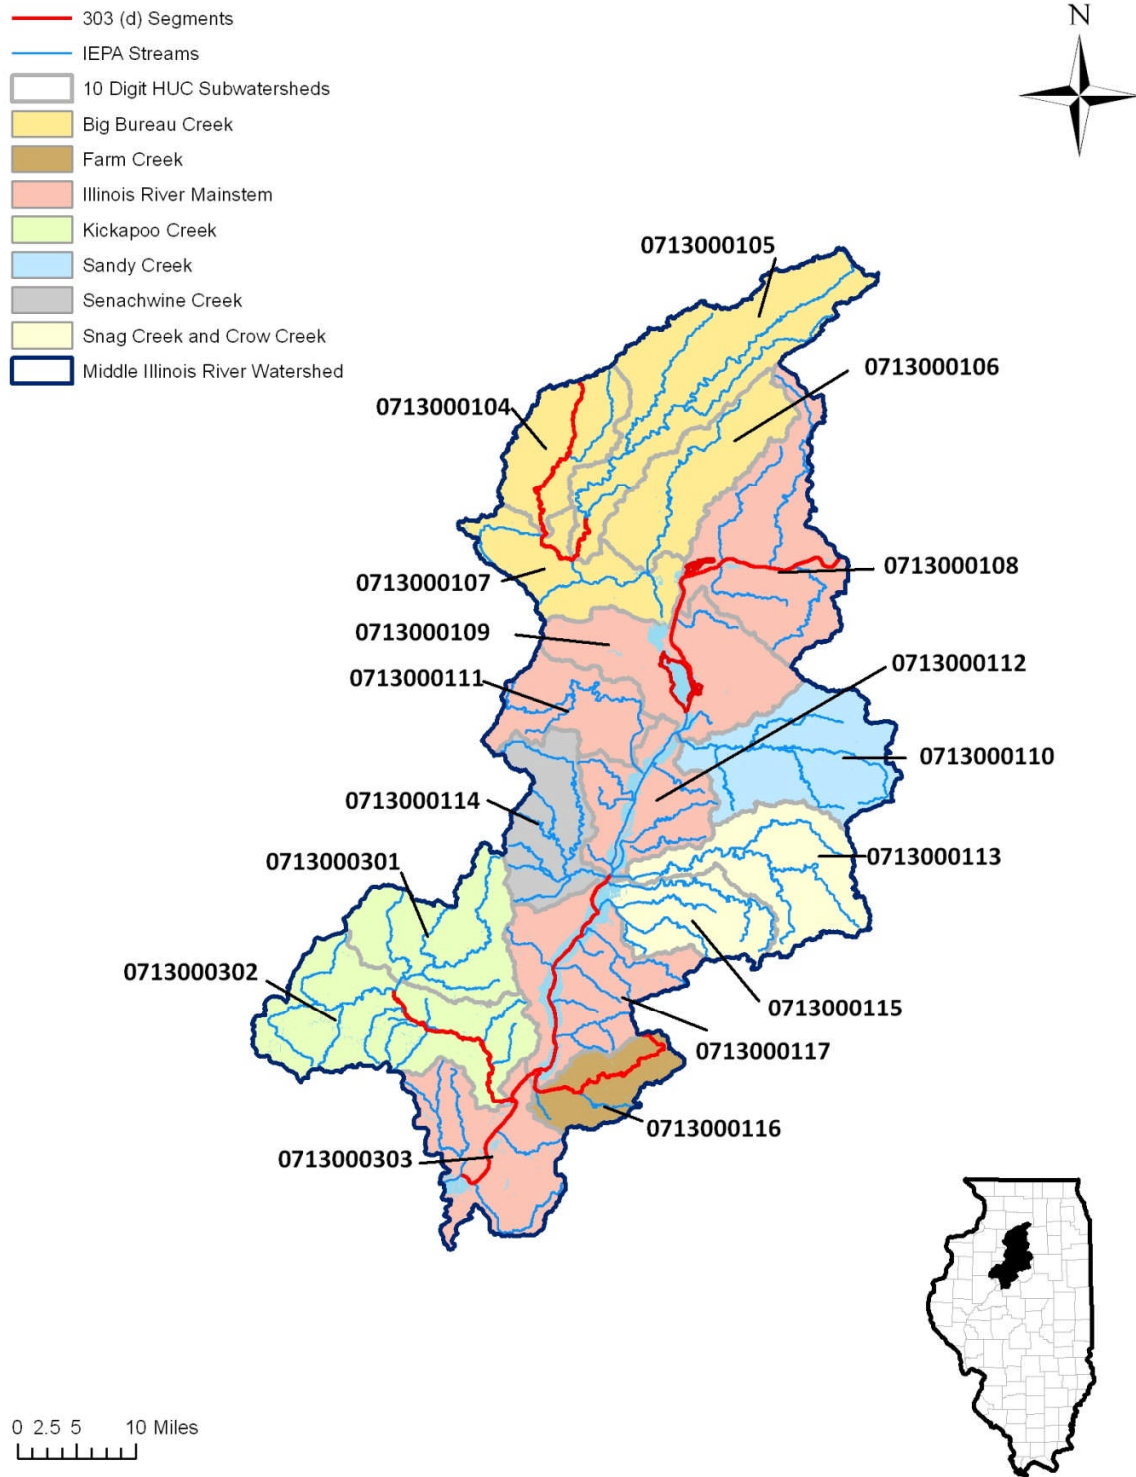 303 (d) Segments
IEPA Streams
10 Digit HUC Subwatersheds
Big Bureau Creek
Farm Creek
Illinois River Mainstem
Kickapoo Creek
Sandy Creek
Senachwine Creek
Snag Creek and Crow Creek
Middle Illinois River Watershed
N
0713000105
0713000106
0713000104
0713000108
0713000107
0713000109
0713000112
0713000111
0713000110
0713000114
0713000113
0713000301
0713000302
0713000115
0713000117
0713000116
0713000303
0 2.5 5 10 Miles